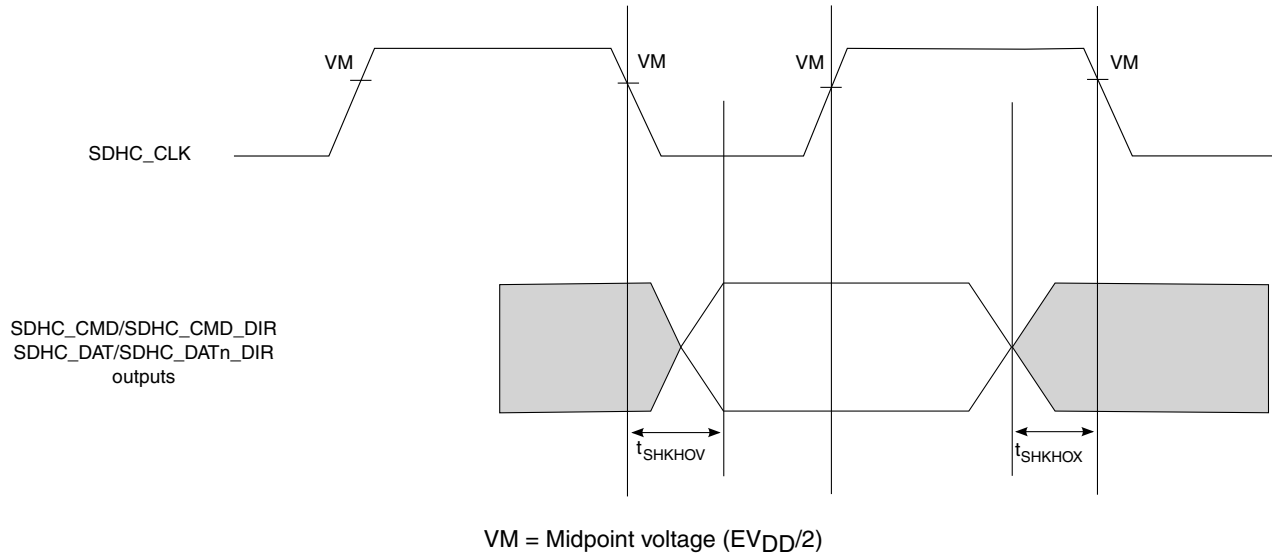 VM
VM
VM
VM
SDHC_CLK
SDHC_CMD/SDHC_CMD_DIR
SDHC_DAT/SDHC_DATn_DIR
outputs
tSHKHOV
tSHKHOX
VM = Midpoint voltage (EVDD/2)